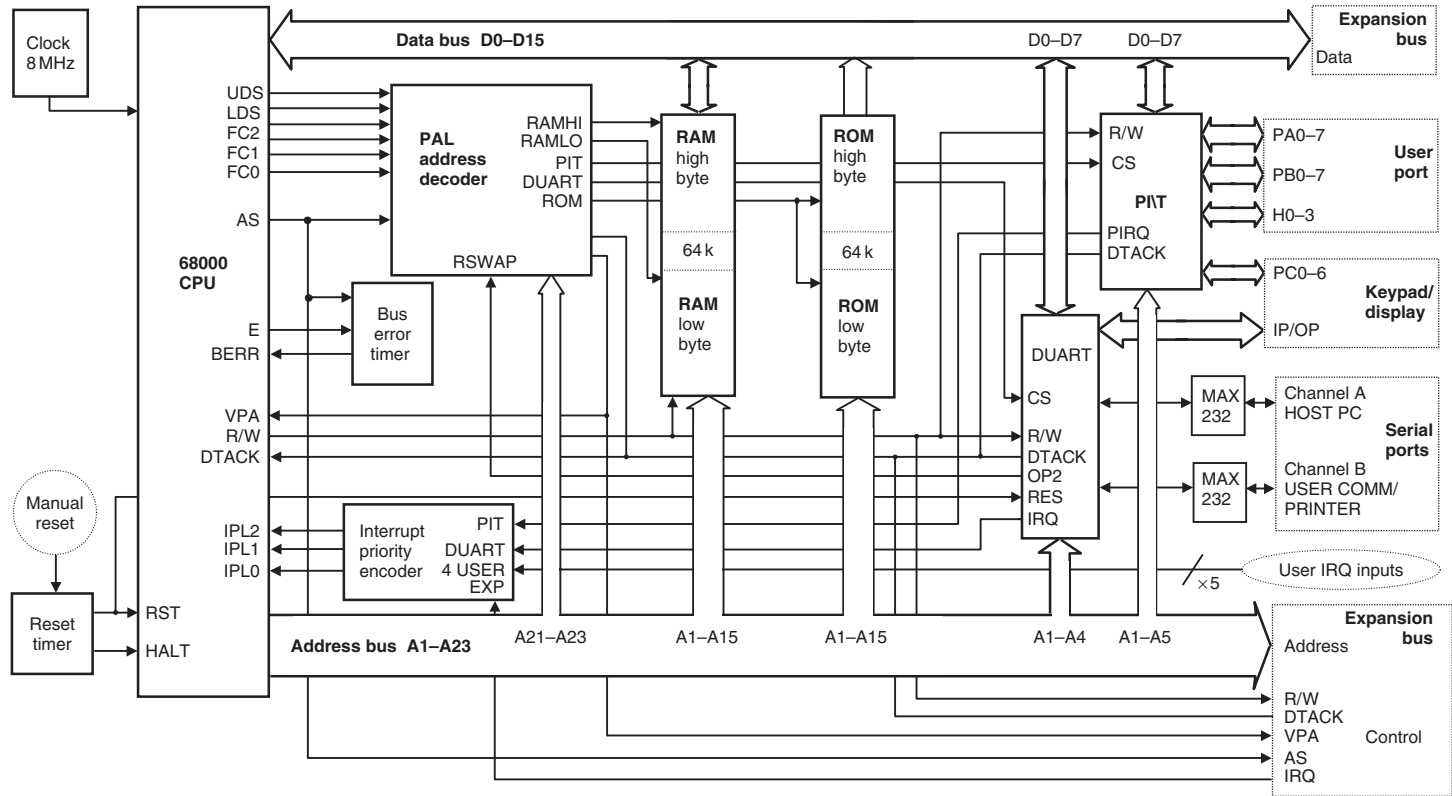 Clock
8 MHz
Data bus D0–D15
D0–D7
D0–D7
Expansion
bus
Data
UDS
LDS
FC2
FC1
FC0
AS
68000
CPU
E
BERR
VPA
R/W
DTACK
IPL2
IPL1
IPL0
RST
HALT
PAL
address
decoder
RAMHI
RAMLO
PIT
DUART
ROM
RSWAP
Bus
error
timer
RAM
high
byte
64 k
RAM
low
byte
ROM
high
byte
64 k
ROM
low
byte
R/W
CS
PI\T
PIRQ
DTACK
PA0–7
PB0–7
H0–3
User
port
PC0–6
IP/OP
Keypad/
display
DUART
CS
R/W
DTACK
OP2
RES
IRQ
MAX
232
MAX
232
Channel A
HOST PC
Serial
ports
Channel B
USER COMM/
PRINTER
Manual
reset
Reset
timer
Interrupt
priority
encoder
PIT
DUART
4 USER
EXP
×5
User IRQ inputs
Address bus A1–A23
A21–A23
A1–A15
A1–A15
A1–A4
A1–A5
Expansion
bus
Address
R/W
DTACK
VPA
AS
IRQ
Control